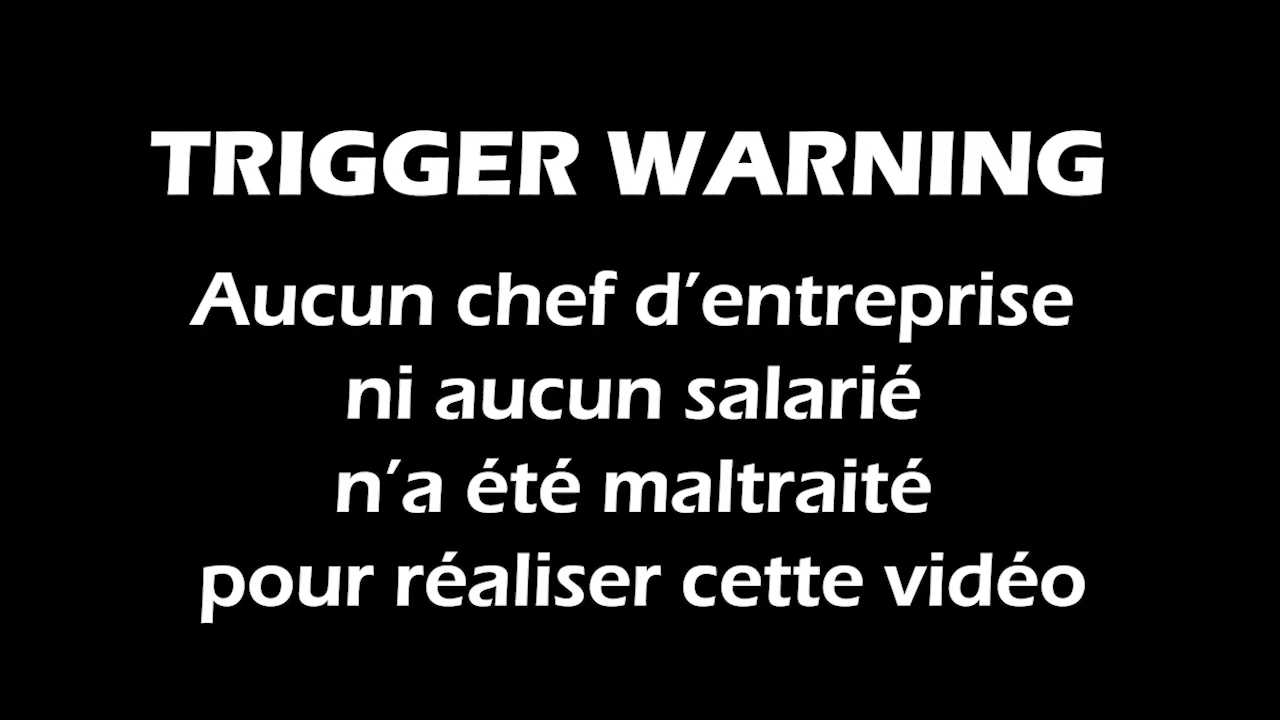 TRIGGER WARNING
Aucun chef d’entreprise
ni aucun salarié
n’a été maltraité
pour réaliser cette vidéo